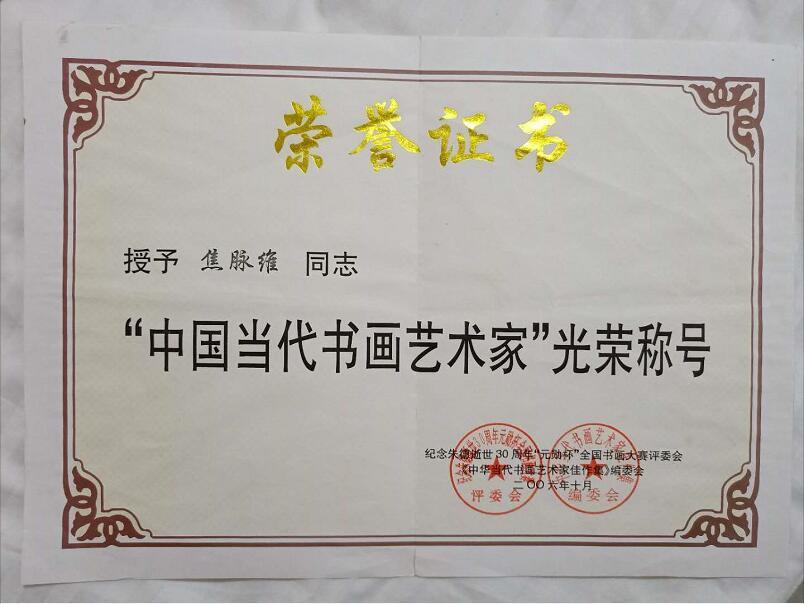 荣誉证书
授予 焦脉维 同志
“中国当代书画艺术家”光荣称号
纪念朱德逝世30周年“元勋杯”全国书画大赛评委会
《中华当代书画艺术家佳作集》编委会
二〇〇六年十月
评委会
编委会